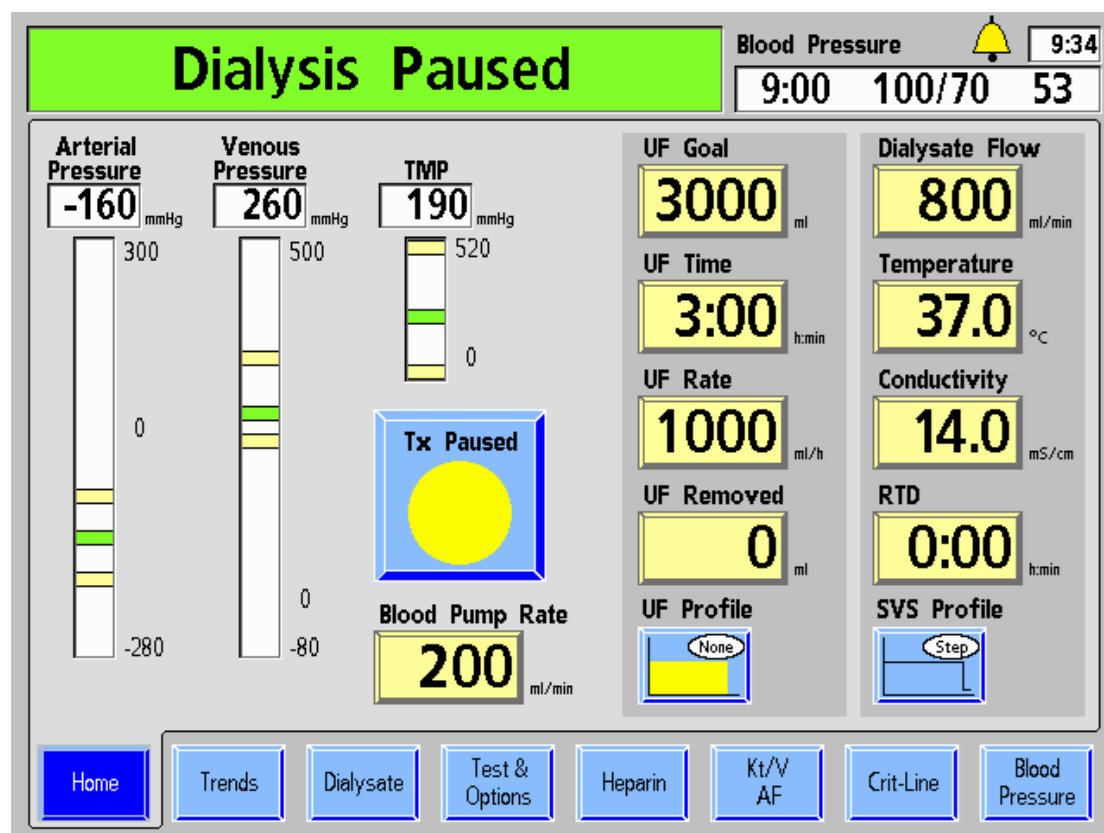 Dialysis Paused
Blood Pressure
9:34
9:00 100/70 53
Arterial
Pressure
-160 mmHg
300
0
-280
Venous
Pressure
260 mmHg
500
0
-80
TMP
190 mmHg
520
0
Tx Paused
Blood Pump Rate
200 ml/min
UF Goal
3000 ml
UF Time
3:00 h:min
UF Rate
1000 ml/h
UF Removed
0 ml
UF Profile
None
Dialysate Flow
800 ml/min
Temperature
37.0 °C
Conductivity
14.0 mS/cm
RTD
0:00 h:min
SVS Profile
Step
Home
Trends
Dialysate
Test &
Options
Heparin
Kt/V
AF
Crit-Line
Blood
Pressure